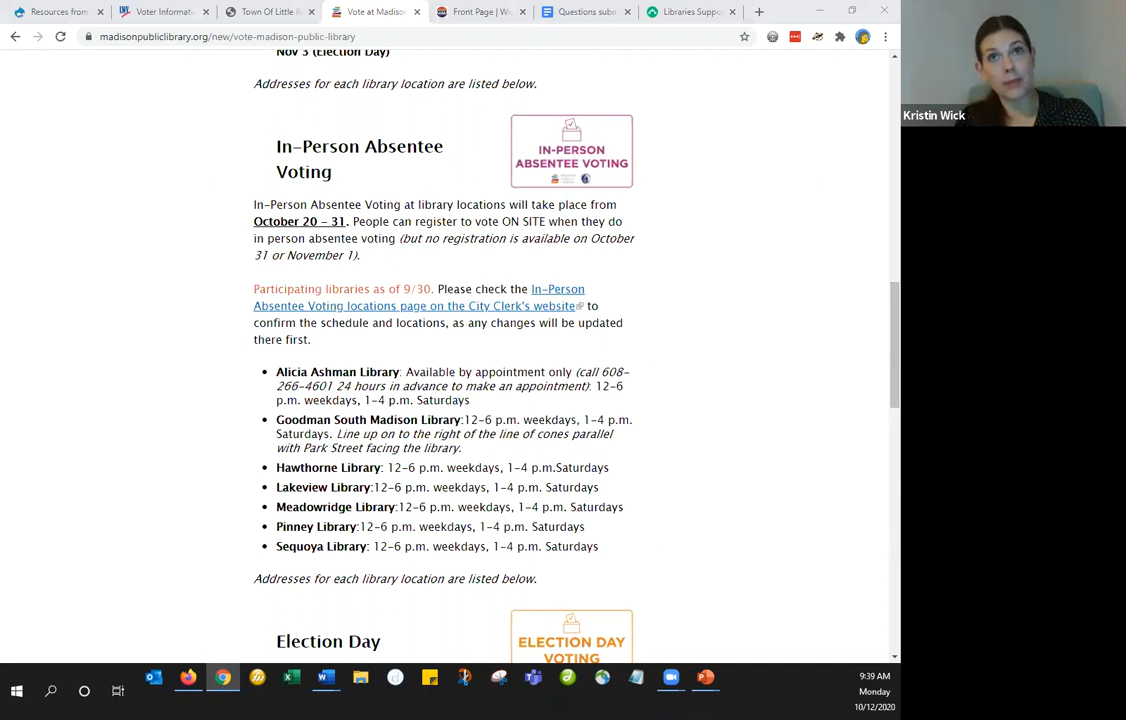 Resources from
Voter Informati
Town Of Little R
Vote at Madiso
Front Page | Wi
Questions subm
Libraries Suppo
madisonpubliclibrary.org/new/vote-madison-public-library
Nov 3 (Election Day)
Addresses for each library location are listed below.
In-Person Absentee
Voting
IN-PERSON
ABSENTEE VOTING
In-Person Absentee Voting at library locations will take place from
October 20 - 31. People can register to vote ON SITE when they do
in person absentee voting (but no registration is available on October
31 or November 1).
Participating libraries as of 9/30. Please check the In-Person
Absentee Voting locations page on the City Clerk's website to
confirm the schedule and locations, as any changes will be updated
there first.
• Alicia Ashman Library: Available by appointment only (call 608-
266-4601 24 hours in advance to make an appointment): 12-6
p.m. weekdays, 1-4 p.m. Saturdays
• Goodman South Madison Library:12-6 p.m. weekdays, 1-4 p.m.
Saturdays. Line up on to the right of the line of cones parallel
with Park Street facing the library.
• Hawthorne Library: 12-6 p.m. weekdays, 1-4 p.m.Saturdays
• Lakeview Library:12-6 p.m. weekdays, 1-4 p.m. Saturdays
• Meadowridge Library:12-6 p.m. weekdays, 1-4 p.m. Saturdays
• Pinney Library:12-6 p.m. weekdays, 1-4 p.m. Saturdays
• Sequoya Library: 12-6 p.m. weekdays, 1-4 p.m. Saturdays
Addresses for each library location are listed below.
Election Day
ELECTION DAY
VOTING
Kristin Wick
9:39 AM
Monday
10/12/2020